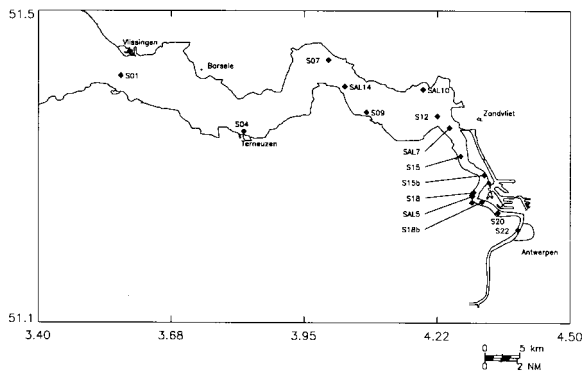 51.5
Vlissingen
Borsele
S07
S01
SAL14
SAL10
S09
S12
Zandvliet
S04
Terneuzen
SAL7
S15
S15b
S18
SAL5
S18b
S20
S22
Antwerpen
51.1
3.40 3.68 3.95 4.22 4.50
0 5 km
0 2 NM